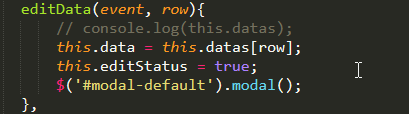 editData(event, row){
// console.log(this.datas);
this.data = this.datas[row];
this.editStatus = true;
$('#modal-default').modal();
},